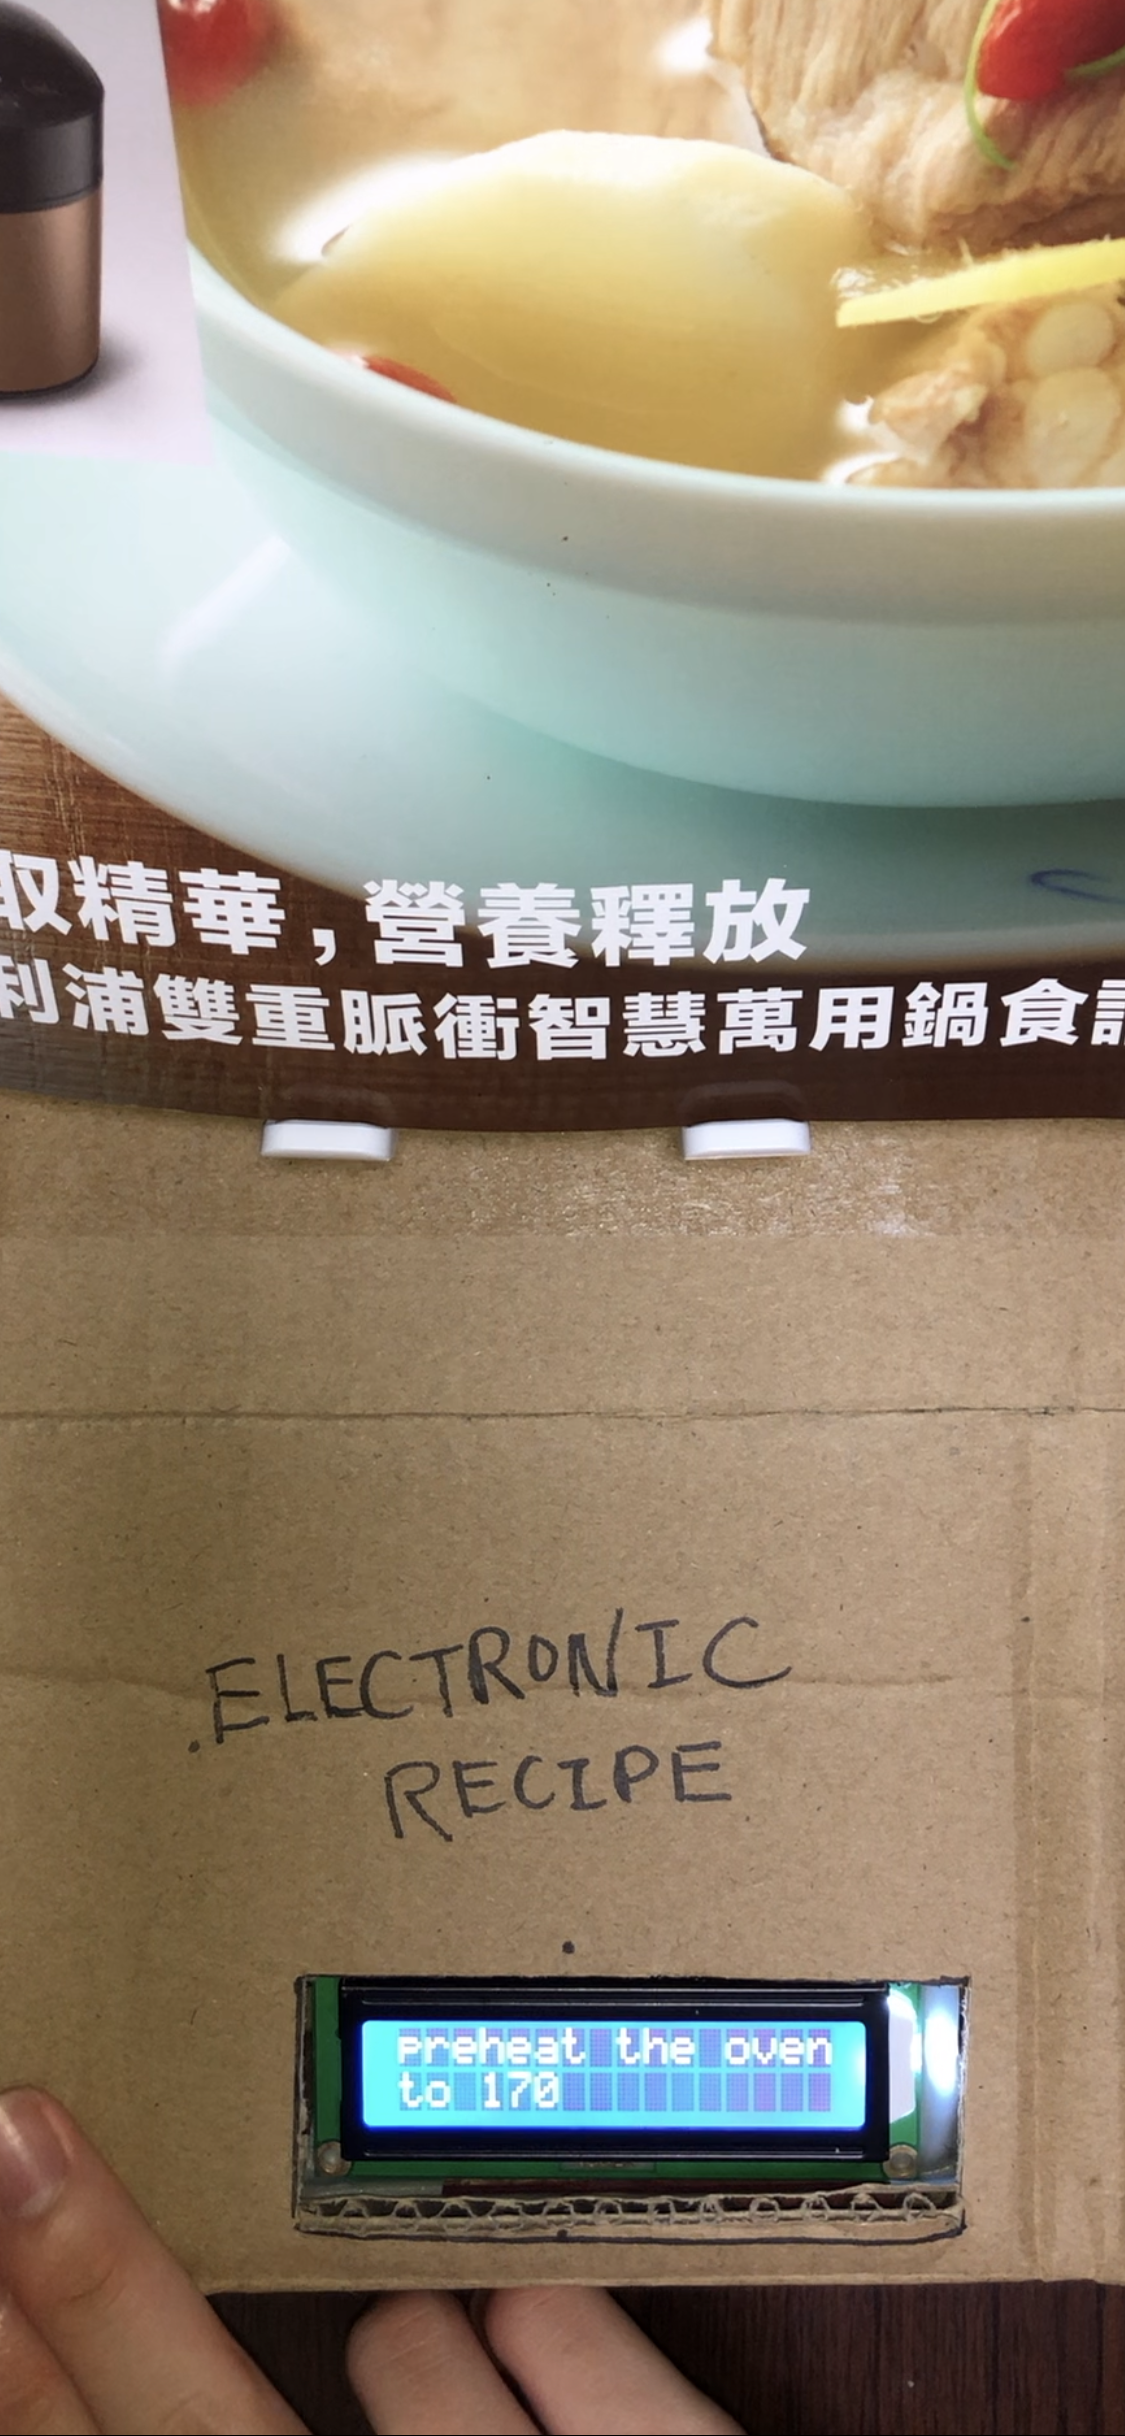 取精華，營養釋放
利浦雙重脈衝智慧萬用鍋食
ELECTRONIC
RECIPE
preheat the oven
to 170